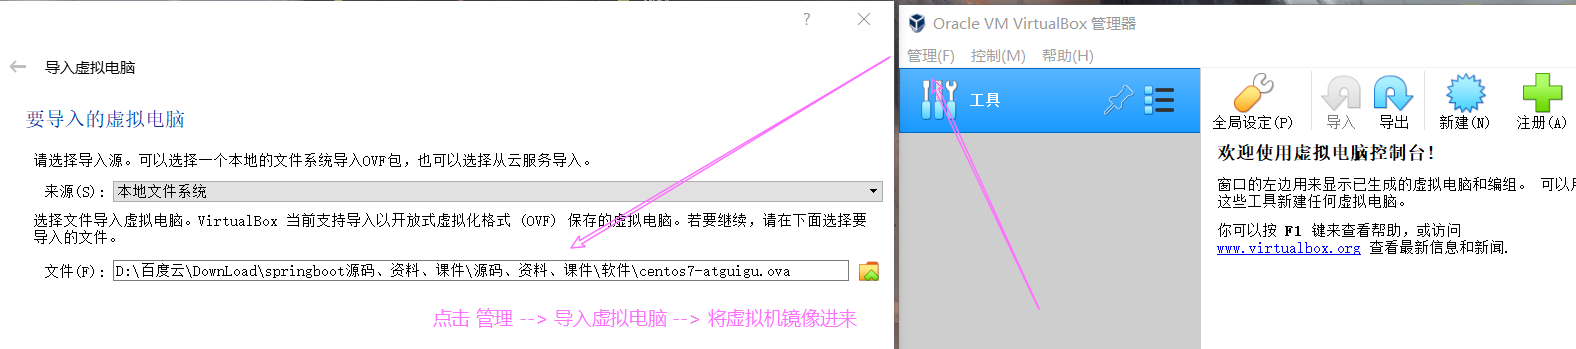 ?
导入虚拟电脑
要导入的虚拟电脑
请选择导入源。可以选择一个本地的文件系统导入OVF包，也可以选择从云服务导入。
来源(S): 本地文件系统
选择文件导入虚拟电脑。VirtualBox 当前支持导入以开放式虚拟化格式 (OVF) 保存的虚拟电脑。若要继续，请在下面选择要
导入的文件。
文件(F): D:\百度云\DownLoad\springboot源码、资料、课件\源码、资料、课件\软件\centos7-atguigu.ova
点击 管理 --> 导入虚拟电脑 --> 将虚拟机镜像进来
Oracle VM VirtualBox 管理器
管理(F) 控制(M) 帮助(H)
工具
全局设定(P) 导入 导出 新建(N) 注册(A)
欢迎使用虚拟电脑控制台!
窗口的左边用来显示已生成的虚拟电脑和编组。 可以用
这些工具新建任何虚拟电脑。
你可以按 F1 键来查看帮助，或访问
www.virtualbox.org 查看最新信息和新闻.